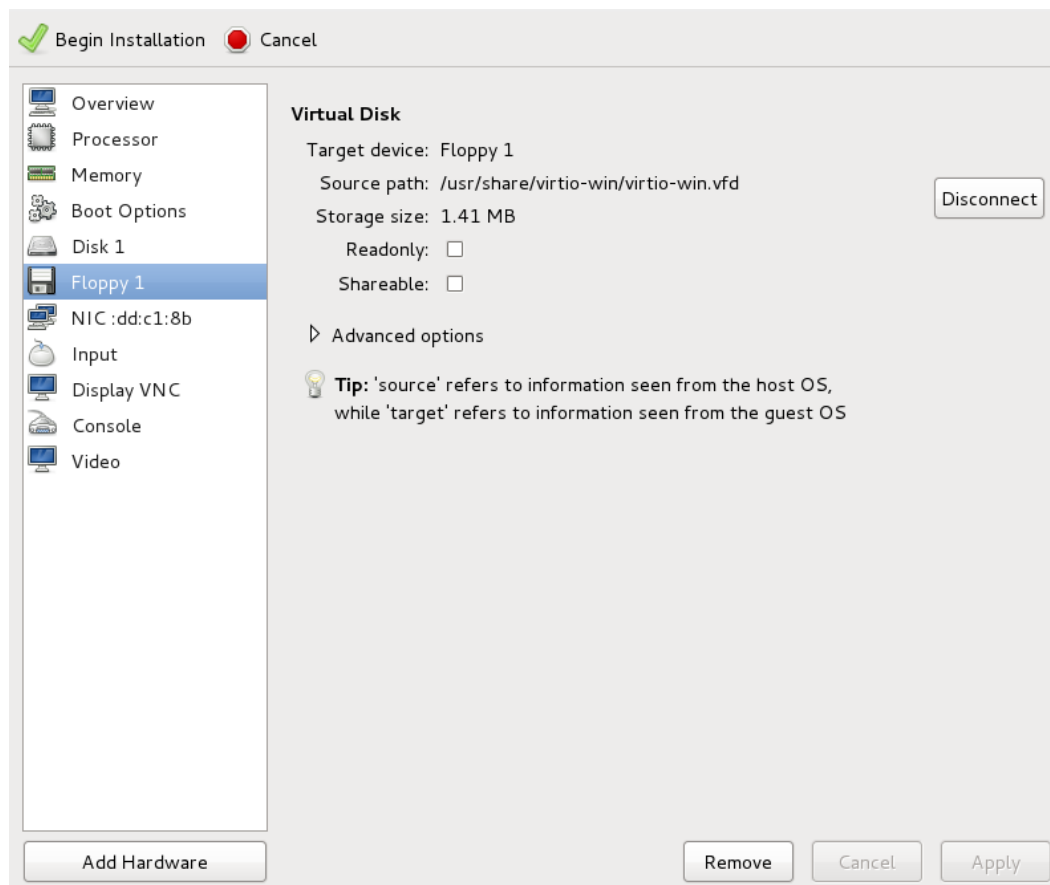 Begin Installation Cancel
Overview
Processor
Memory
Boot Options
Disk 1
Floppy 1
NIC :dd:c1:8b
Input
Display VNC
Console
Video
Add Hardware
Virtual Disk
Target device: Floppy 1
Source path: /usr/share/virtio-win/virtio-win.vfd
Disconnect
Storage size: 1.41 MB
Readonly:
Shareable:
Advanced options
Tip: 'source' refers to information seen from the host OS,
while 'target' refers to information seen from the guest OS
Remove Cancel Apply